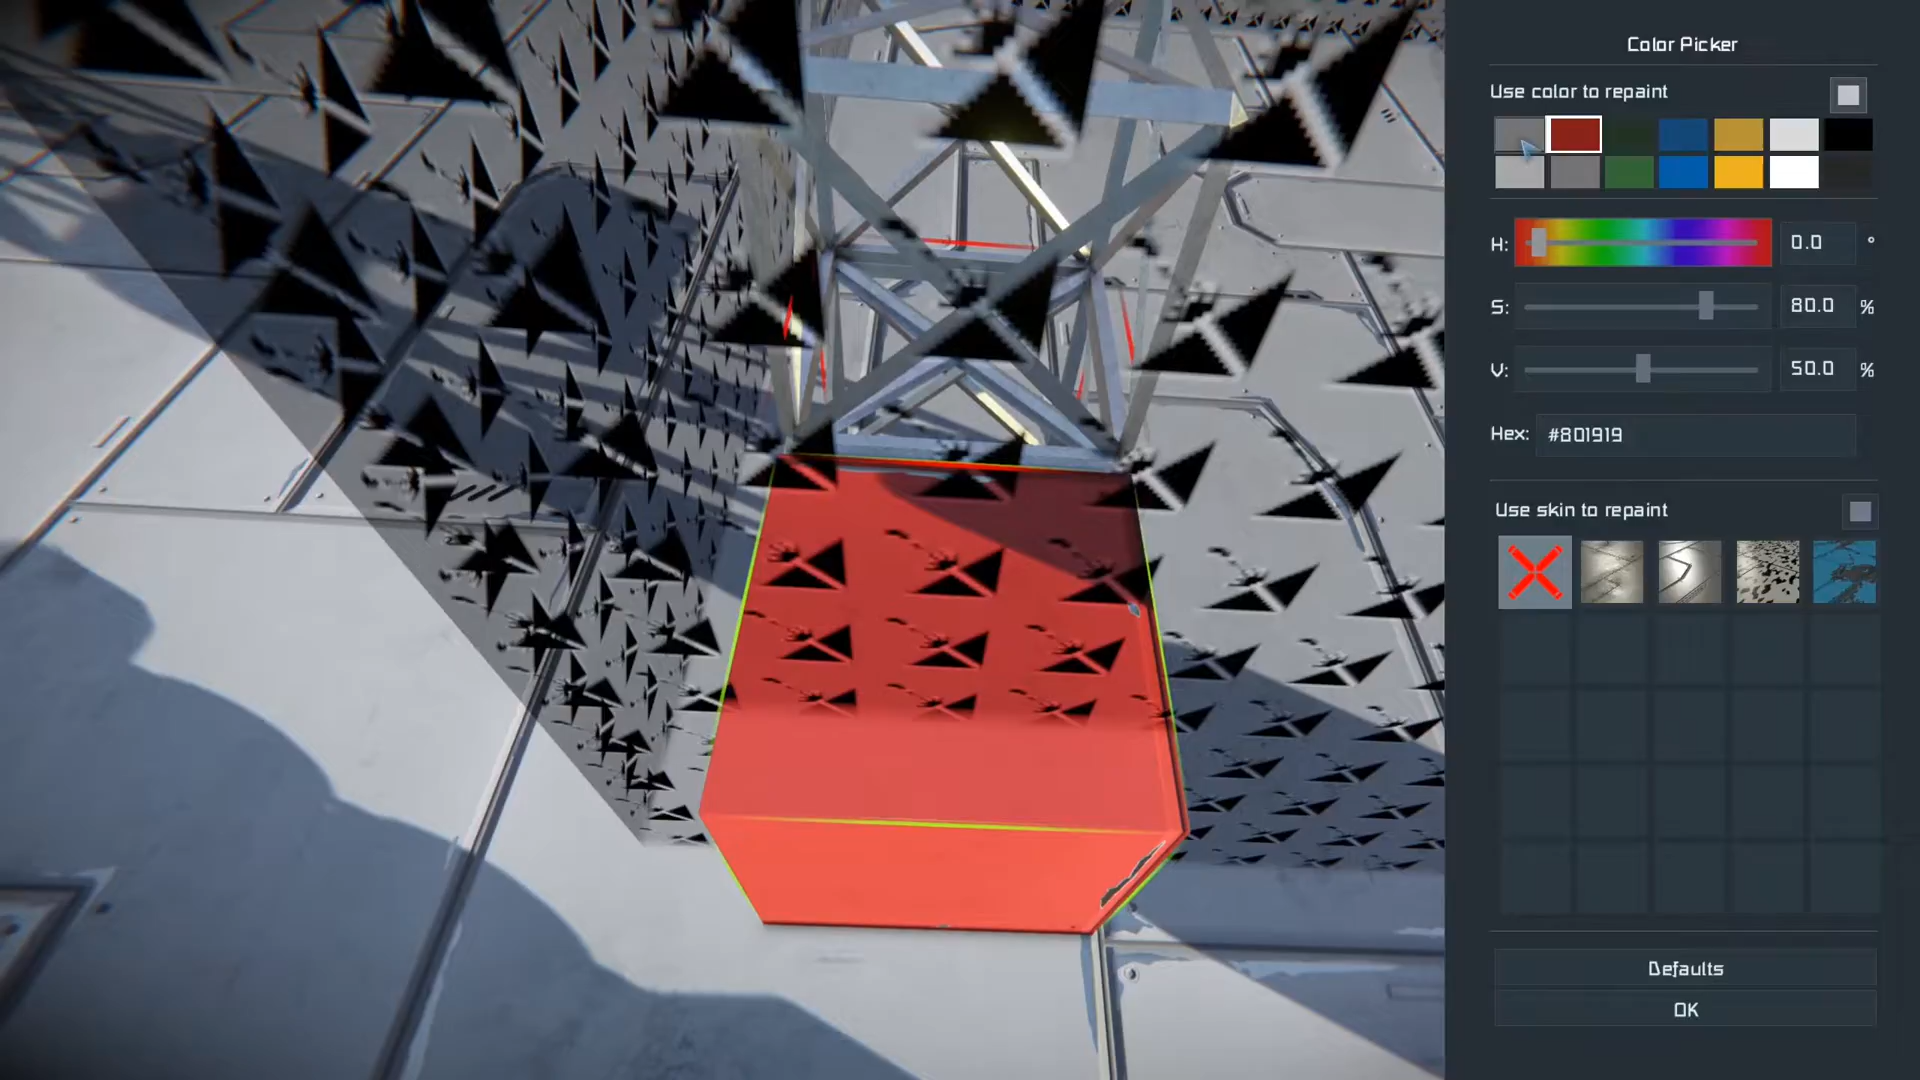 Color Picker
Use color to repaint
H: 0.0 °
S: 80.0 %
V: 50.0 %
Hex: #801919
Use skin to repaint
Defaults
OK